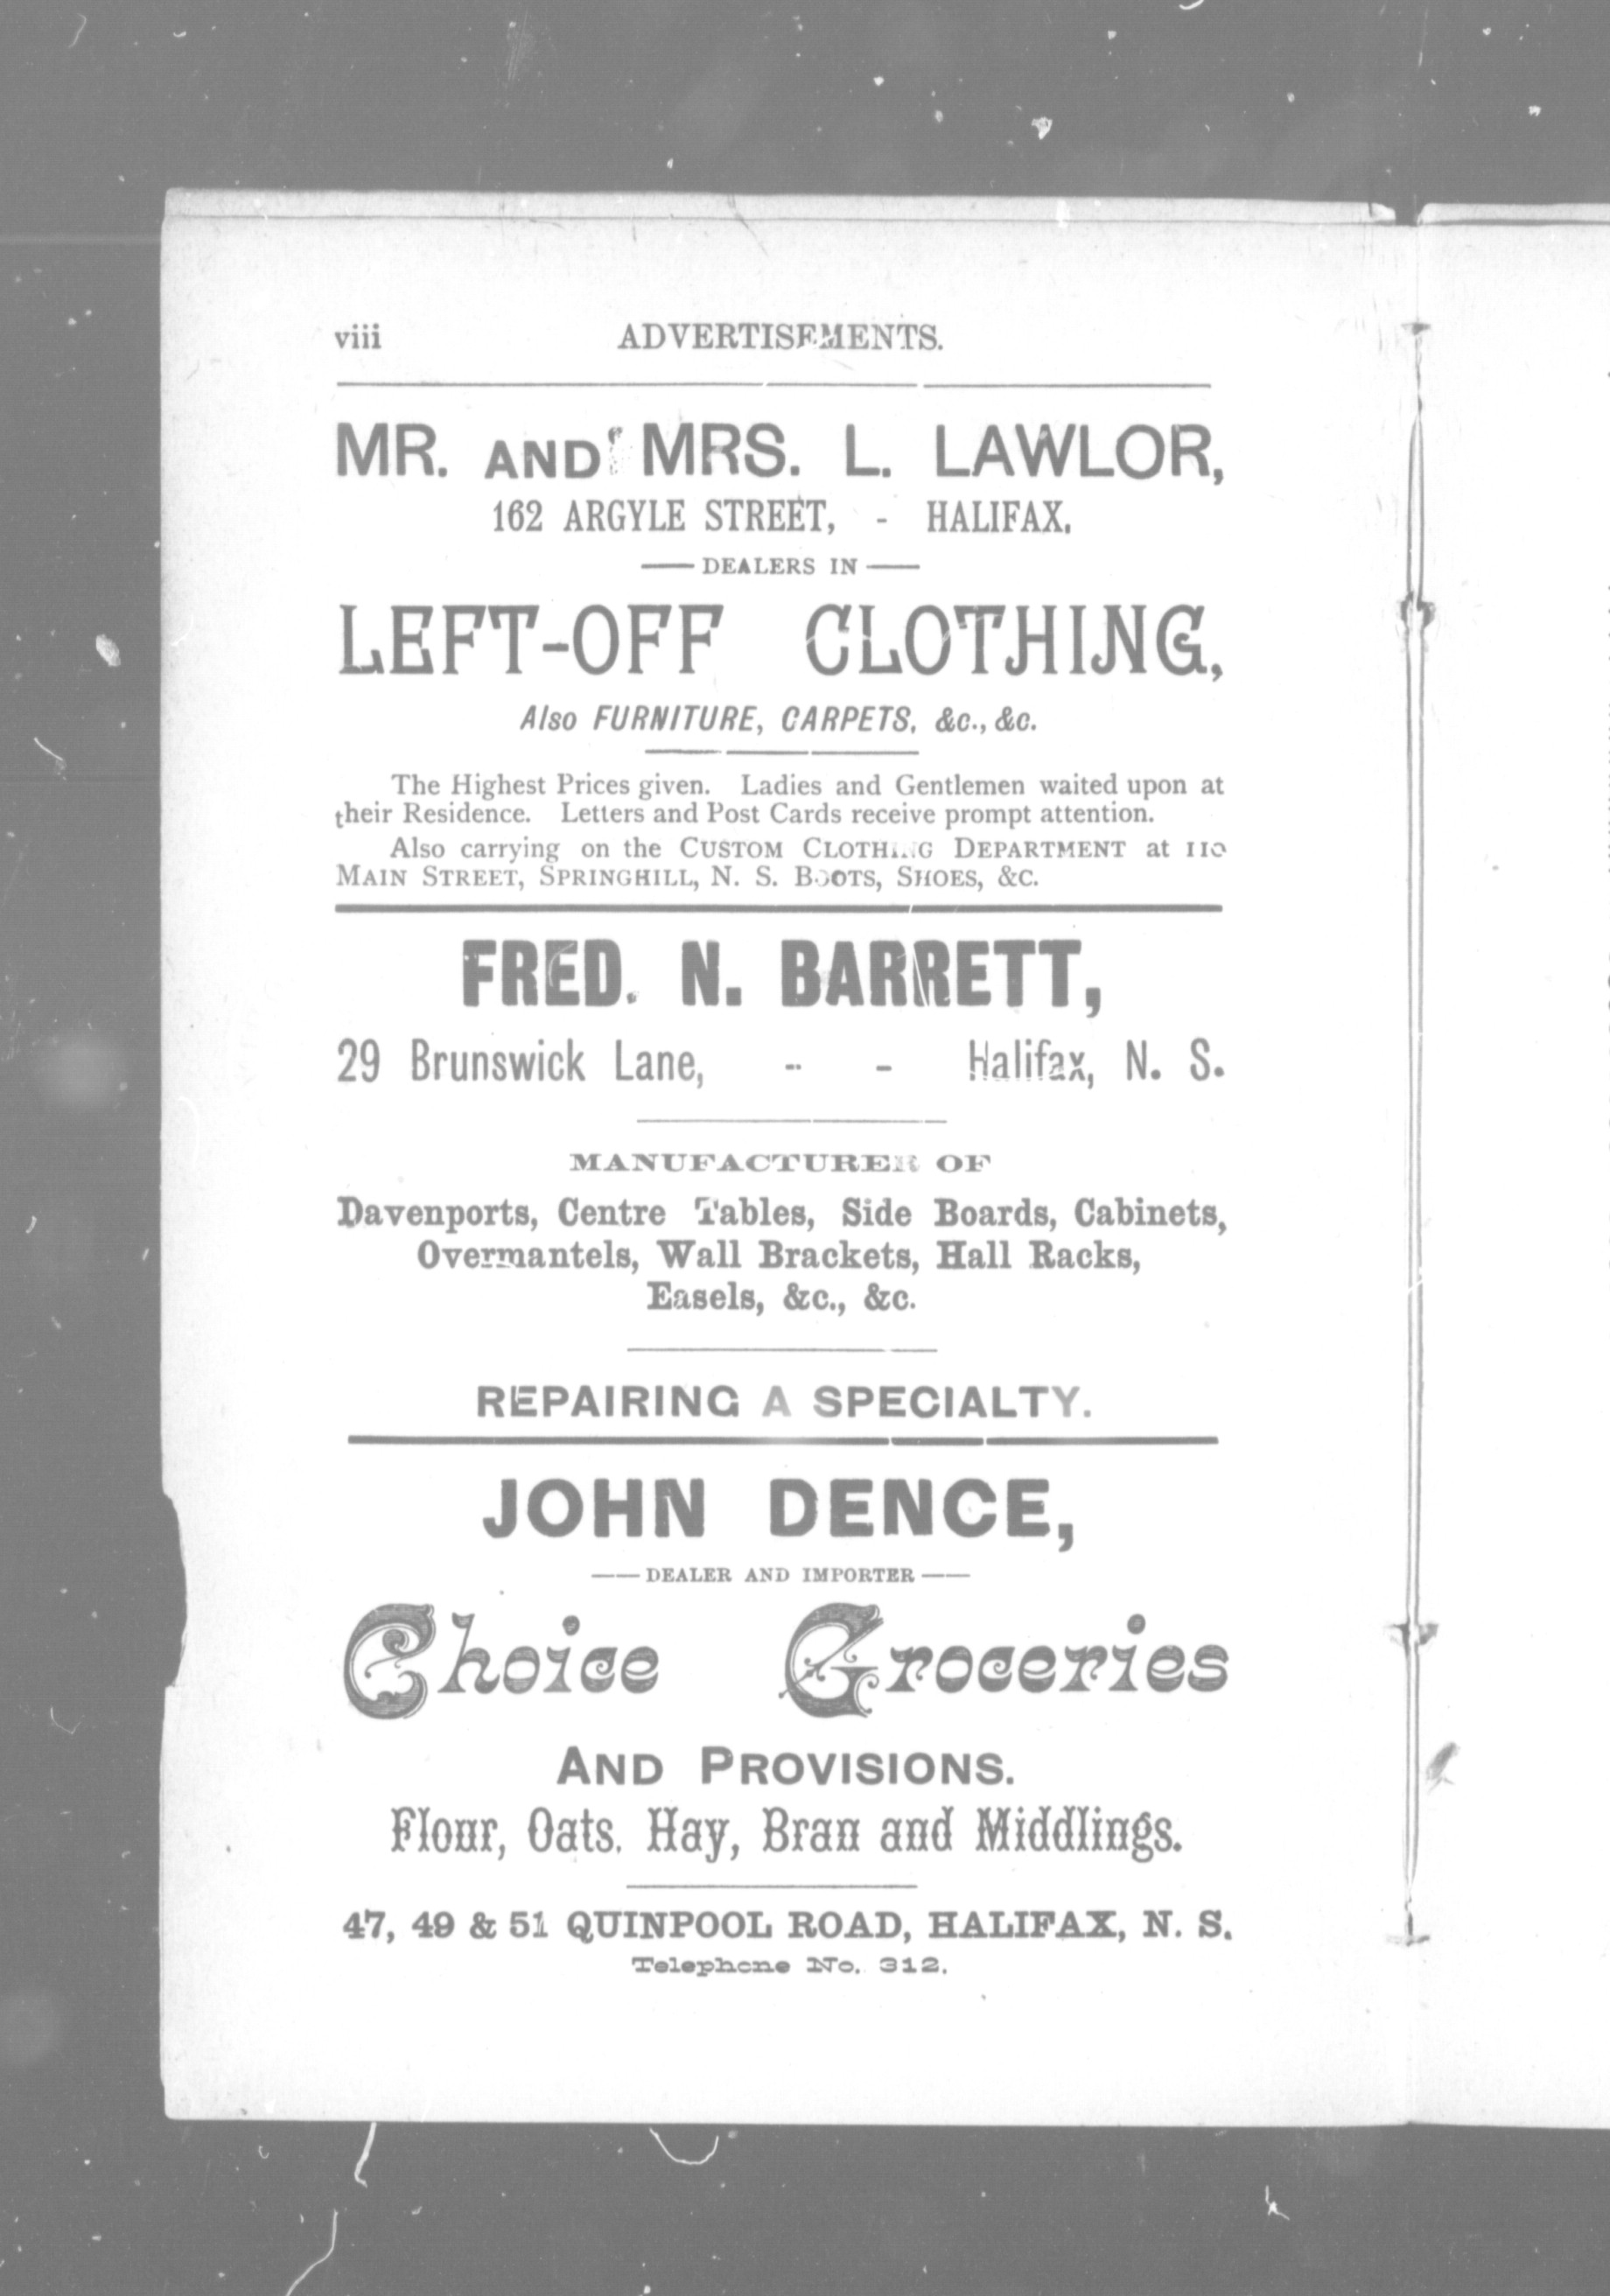 viii ADVERTISEMENTS.
MR. AND MRS. L. LAWLOR,
162 ARGYLE STREET, - HALIFAX.
— DEALERS IN —
LEFT-OFF CLOTHING,
Also FURNITURE, CARPETS, &c., &c.
The Highest Prices given. Ladies and Gentlemen waited upon at
their Residence. Letters and Post Cards receive prompt attention.
Also carrying on the CUSTOM CLOTHING DEPARTMENT at 110
MAIN STREET, SPRINGHILL, N. S. BOOTS, SHOES, &C.
FRED. N. BARRETT,
29 Brunswick Lane, - - Halifax, N. S.
MANUFACTURER OF
Davenports, Centre Tables, Side Boards, Cabinets,
Overmantels, Wall Brackets, Hall Racks,
Easels, &c., &c.
REPAIRING A SPECIALTY.
JOHN DENCE,
—— DEALER AND IMPORTER ——
Choice Groceries
AND PROVISIONS.
Flour, Oats, Hay, Bran and Middlings.
47, 49 & 51 QUINPOOL ROAD, HALIFAX, N. S.
Telephone No. 312.